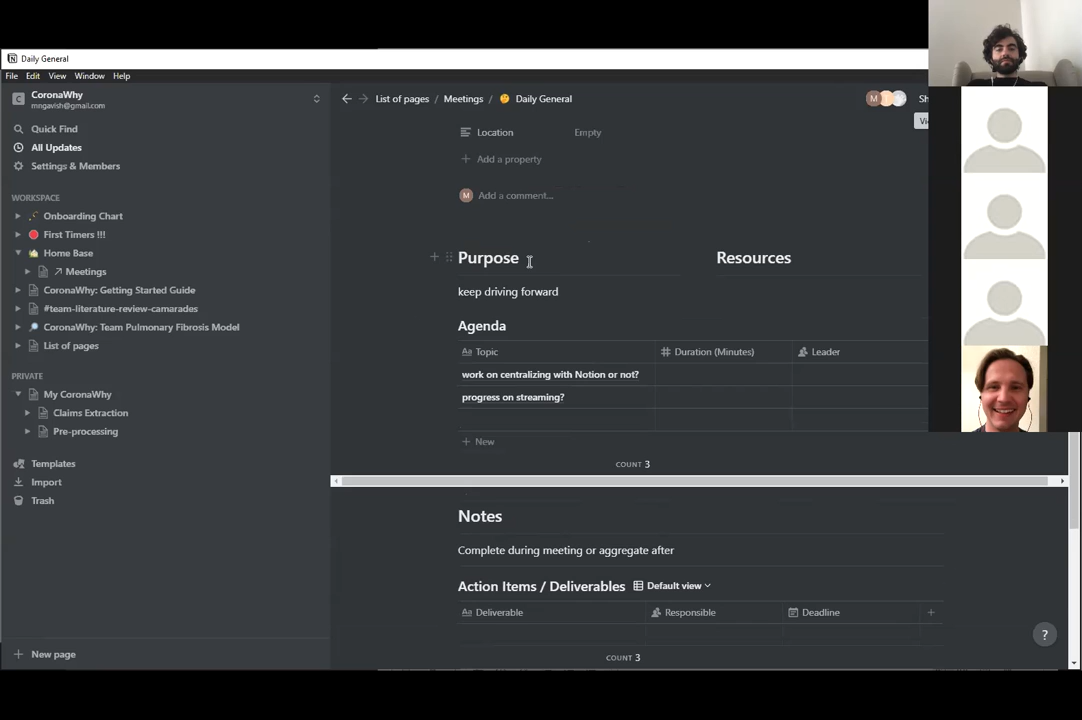 Daily General
File Edit View Window Help
C CoronaWhy
mngavish@gmail.com
Quick Find
All Updates
Settings & Members
WORKSPACE
Onboarding Chart
First Timers !!!
Home Base
Meetings
CoronaWhy: Getting Started Guide
#team-literature-review-camarades
CoronaWhy: Team Pulmonary Fibrosis Model
List of pages
PRIVATE
My CoronaWhy
Claims Extraction
Pre-processing
Templates
Import
Trash
New page
List of pages / Meetings / Daily General
M
Location Empty
Add a property
M Add a comment...
Purpose
keep driving forward
Resources
Agenda
Aa Topic # Duration (Minutes) Leader
work on centralizing with Notion or not?
progress on streaming?
New
COUNT 3
Notes
Complete during meeting or aggregate after
Action Items / Deliverables Default view
Aa Deliverable Responsible Deadline +
COUNT 3
?